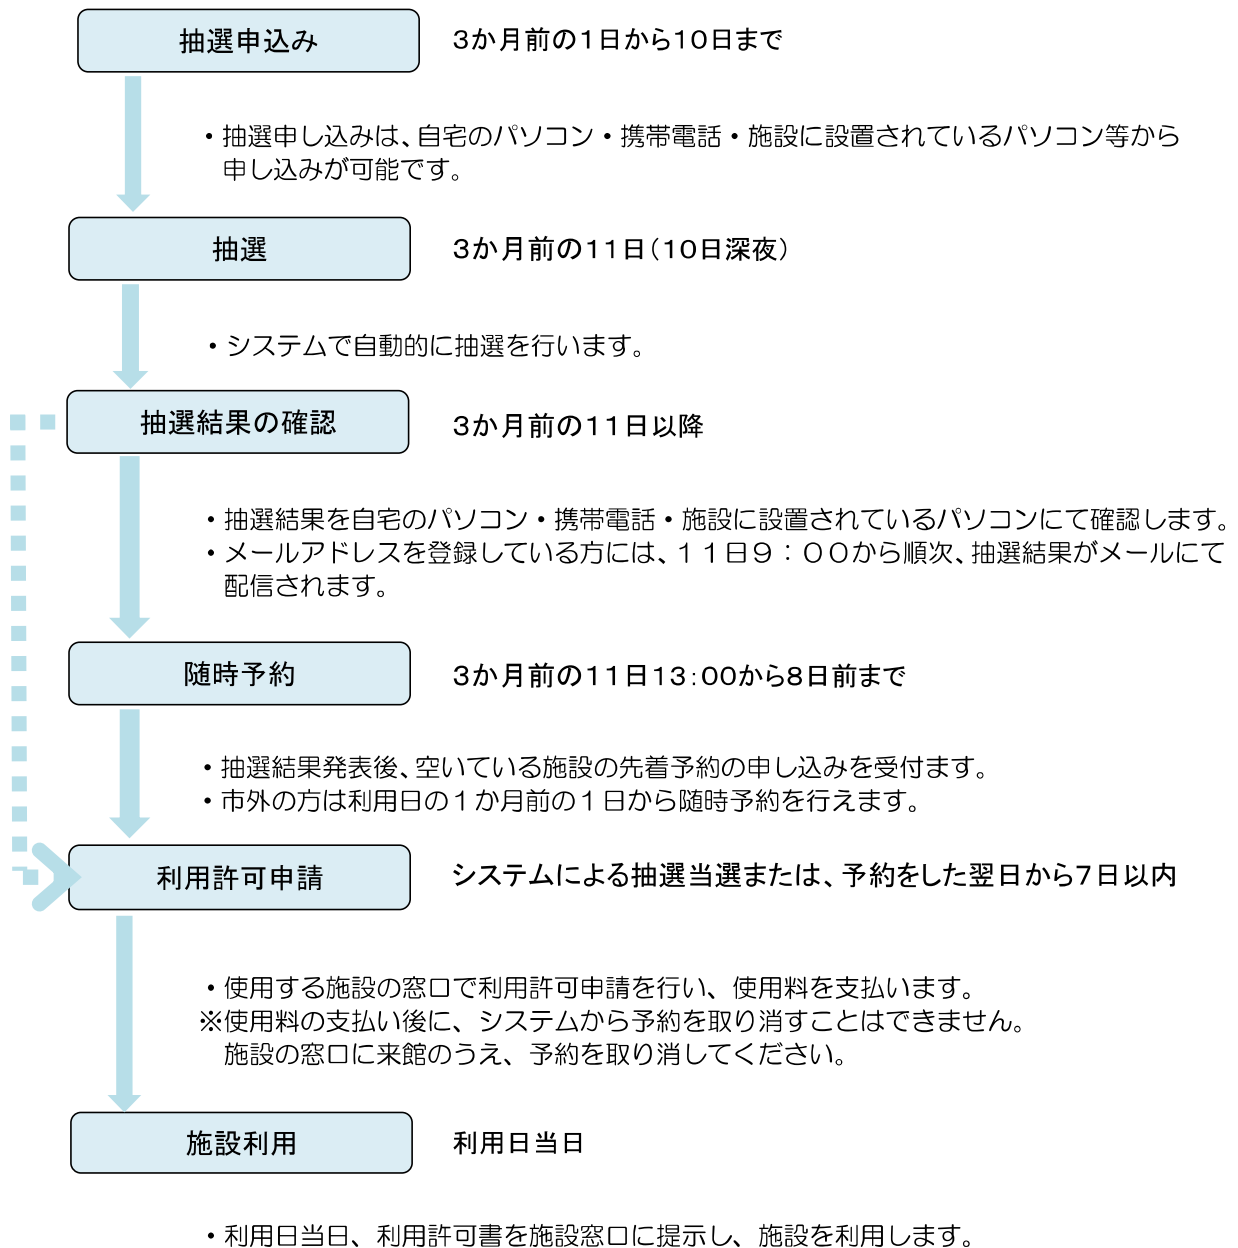 抽選申込み
3か月前の1日から10日まで
・抽選申し込みは、自宅のパソコン・携帯電話・施設に設置されているパソコン等から
申し込みが可能です。
抽選
3か月前の11日(10日深夜)
・システムで自動的に抽選を行います。
抽選結果の確認
3か月前の11日以降
・抽選結果を自宅のパソコン・携帯電話・施設に設置されているパソコンにて確認します。
・メールアドレスを登録している方には、11日9:00から順次、抽選結果がメールにて
配信されます。
随時予約
3か月前の11日13:00から8日前まで
・抽選結果発表後、空いている施設の先着予約の申し込みを受付ます。
・市外の方は利用日の1か月前の1日から随時予約を行えます。
利用許可申請
システムによる抽選当選または、予約をした翌日から7日以内
・使用する施設の窓口で利用許可申請を行い、使用料を支払います。
※使用料の支払い後に、システムから予約を取り消すことはできません。
施設の窓口に来館のうえ、予約を取り消してください。
施設利用
利用日当日
・利用日当日、利用許可書を施設窓口に提示し、施設を利用します。